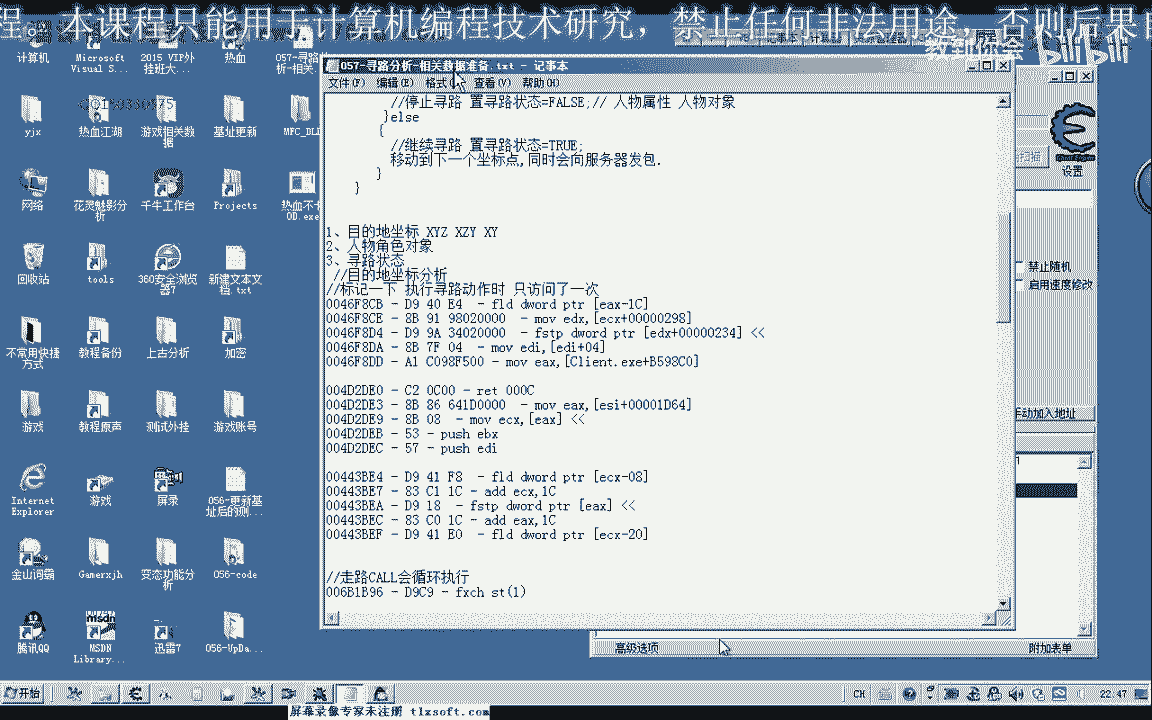 程。本课程只能用于计算机编程技术研究，禁止任何非法用途，否则后果自
教到你会
bilibili
057-寻路分析-相关数据准备.txt - 记事本
文件(F) 编辑(E) 格式 查看(V) 帮助(H)
//停止寻路 置寻路状态=FALSE;// 人物属性 人物对象
}else
{
//继续寻路 置寻路状态=TRUE;
移动到下一个坐标点,同时会向服务器发包.
}
}
1、目的地坐标 XYZ XZY XY
2、人物角色对象
3、寻路状态
//目的地坐标分析
//标记一下 执行寻路动作时 只访问了一次
0046F8CB - D9 40 E4 - fld dword ptr [eax-1C]
0046F8CE - 8B 91 98020000 - mov edx,[ecx+00000298]
0046F8D4 - D9 9A 34020000 - fstp dword ptr [edx+00000234] <<
0046F8DA - 8B 7F 04 - mov edi,[edi+04]
0046F8DD - A1 C098F500 - mov eax,[Client.exe+B598C0]
004D2DE0 - C2 0C00 - ret 000C
004D2DE3 - 8B 86 641D0000 - mov eax,[esi+00001D64]
004D2DE9 - 8B 08 - mov ecx,[eax] <<
004D2DEB - 53 - push ebx
004D2DEC - 57 - push edi
00443BE4 - D9 41 F8 - fld dword ptr [ecx-08]
00443BE7 - 83 C1 1C - add ecx,1C
00443BEA - D9 18 - fstp dword ptr [eax] <<
00443BEC - 83 C0 1C - add eax,1C
00443BEF - D9 41 E0 - fld dword ptr [ecx-20]
//走路CALL会循环执行
006B1B96 - D9C9 - fxch st(1)
计算机
Microsoft Visual S...
2015 VIP外挂班大...
热血
057-寻路分析-相关.
yjx
热血江湖
游戏相关数据
基址更新
MFC_DLL
网络
花灵魅影分析
千牛工作台
Projects
热血不卡OD.exe
回收站
tools
360安全浏览器7
新建文本文档.txt
不常用快捷方式
教程备份
上古分析
加密
游戏
教程原声
测试外挂
游戏账号
Internet Explorer
游戏
屏录
056-更新基址后的测...
金山词霸
Gamerxjh
变态功能分析
056-code
腾讯QQ
MSDN Library...
迅雷7
056-UpDa...
扫描
设置
禁止随机
启用速度修改
手动加入地址
高级选项
附加表单
开始
CH
22:47
屏幕录像专家未注册 tlxsoft.com